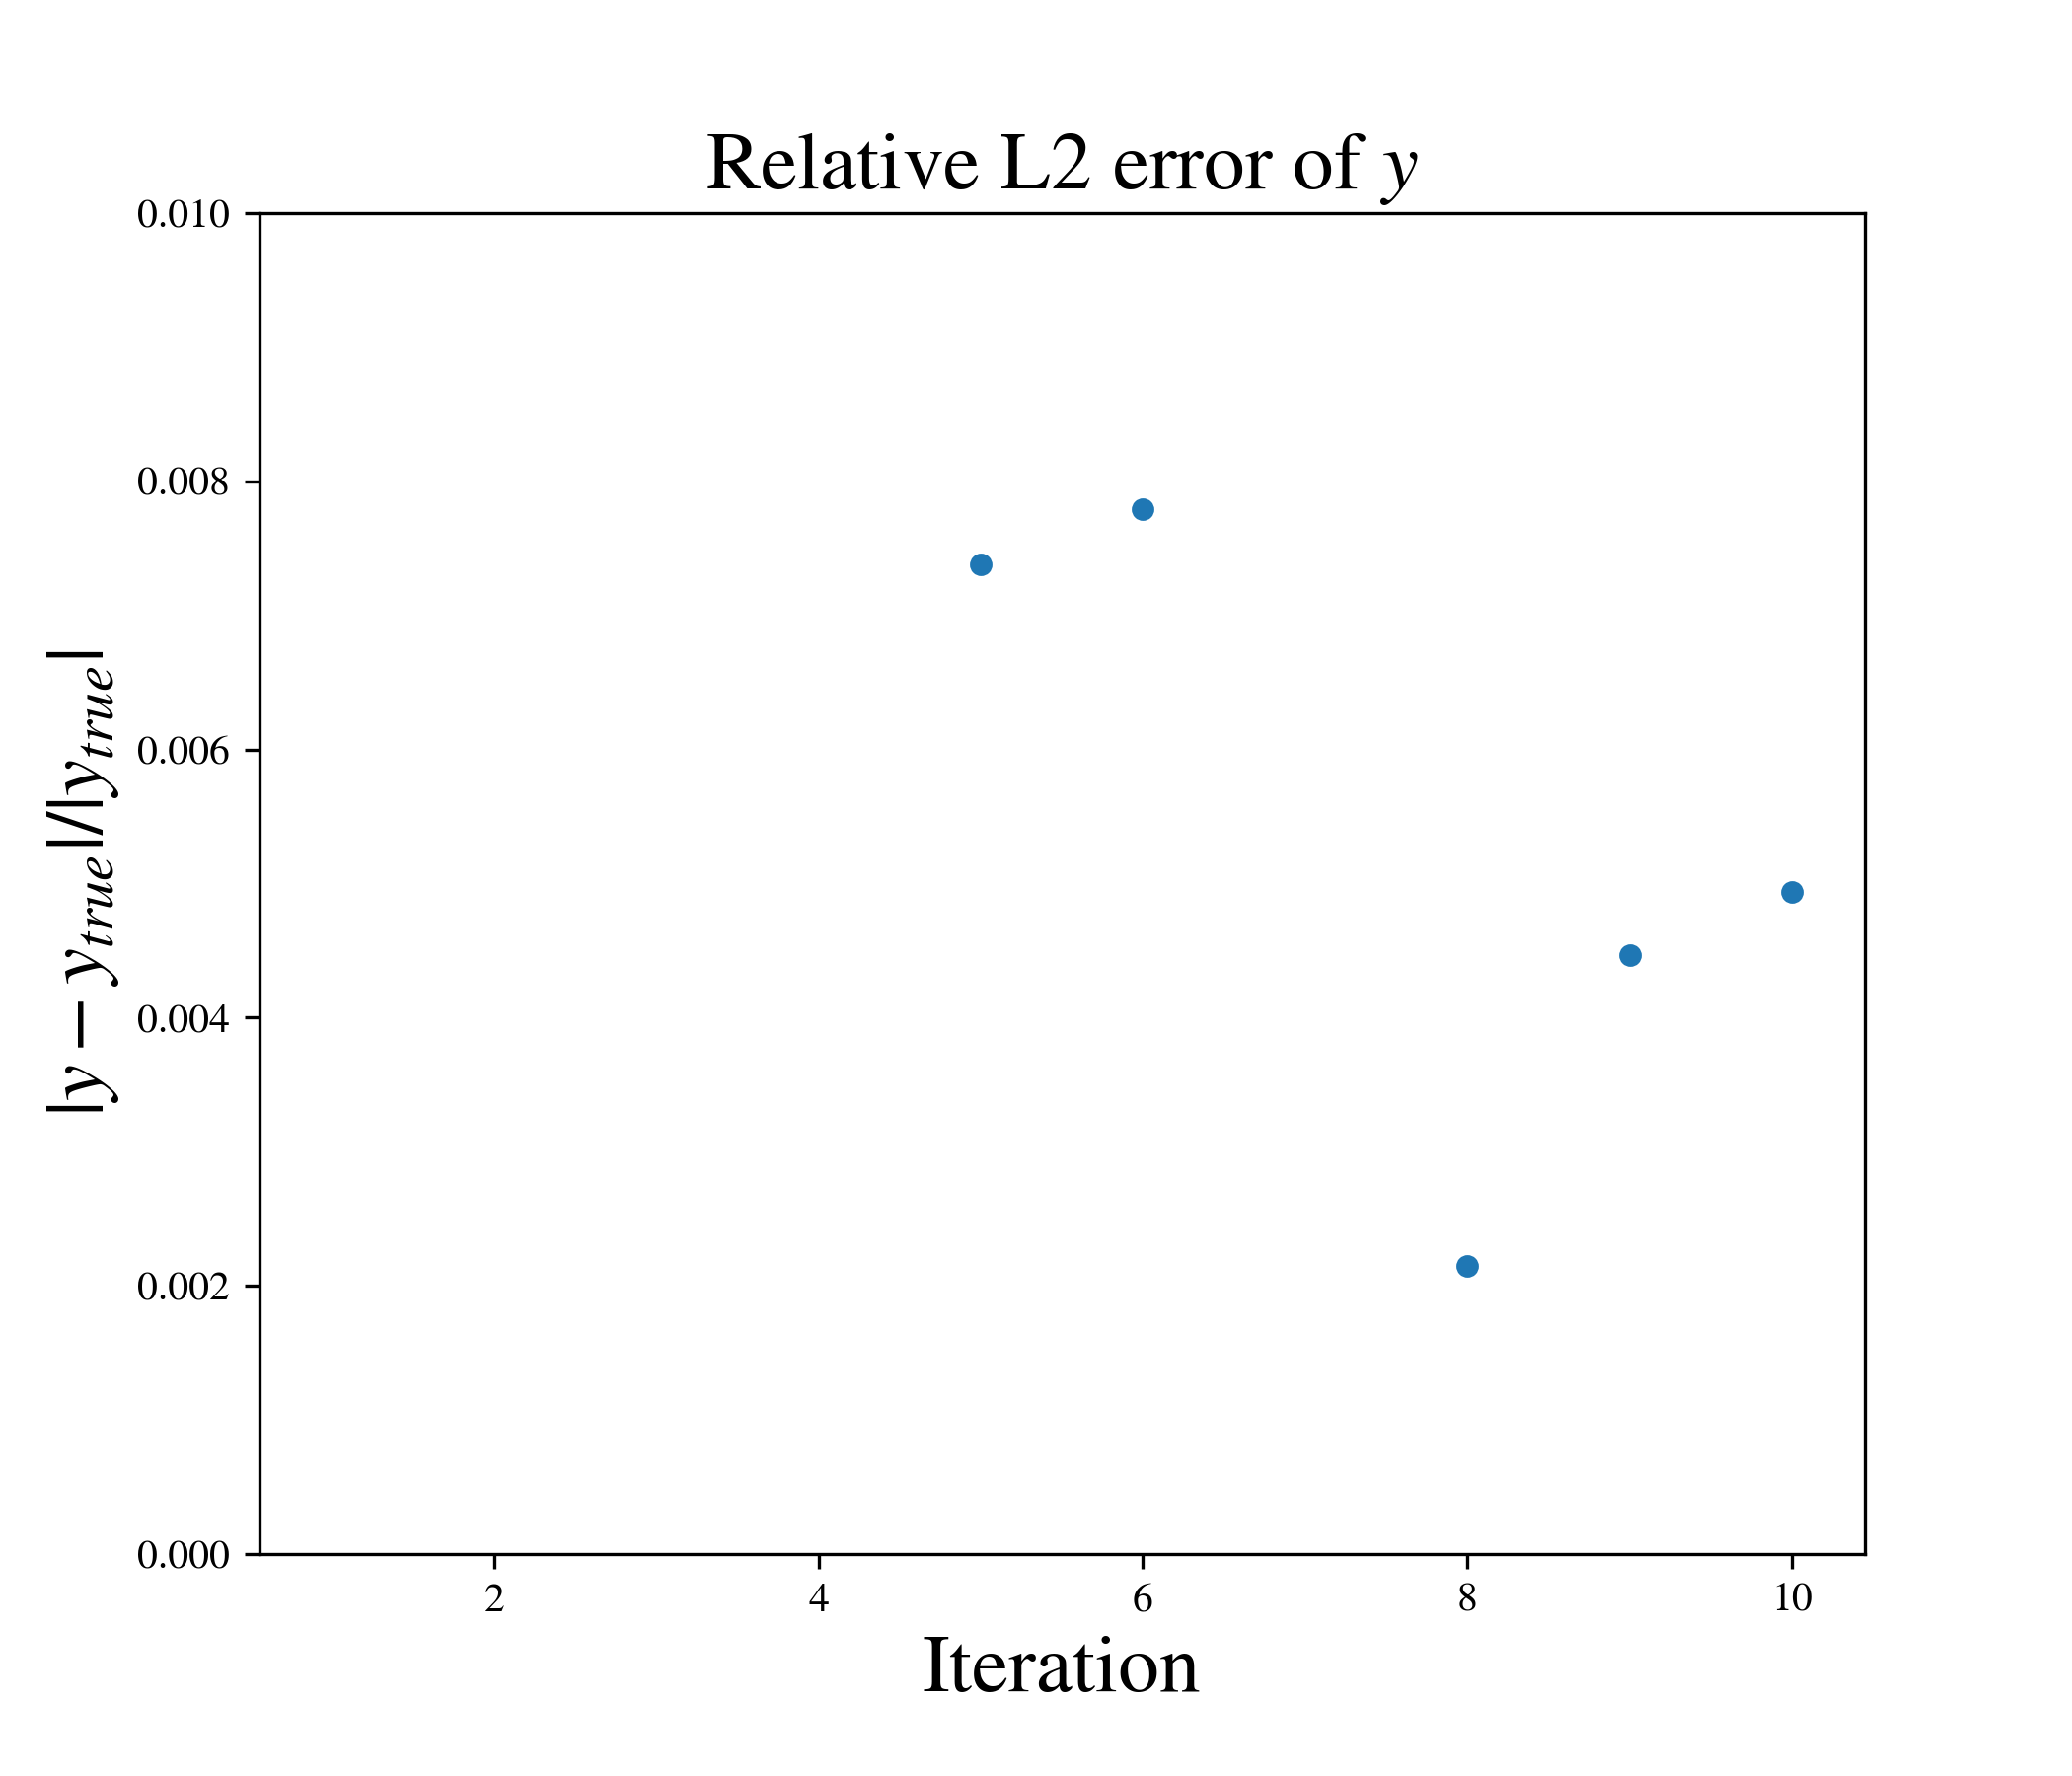 Relative L2 error of y
0.010
0.008
0.006
0.004
0.002
0.000
|y − y_true|/|y_true|
2 4 6 8 10
Iteration